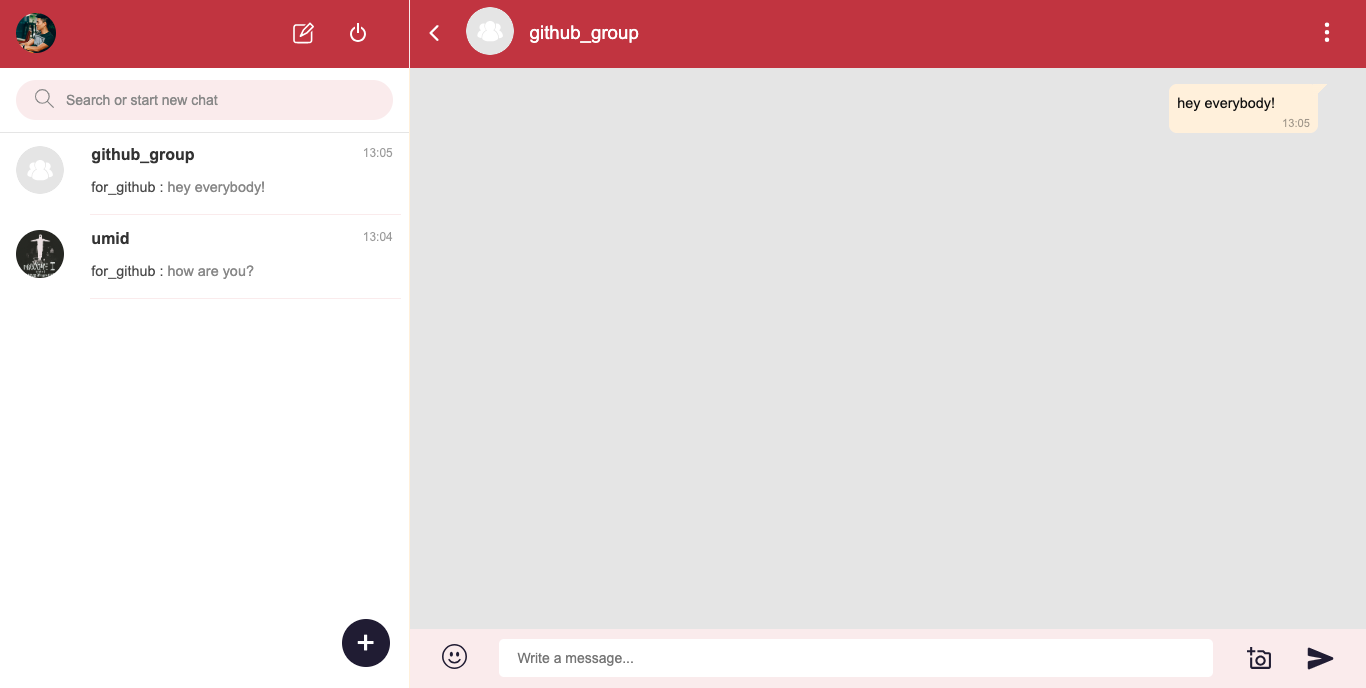 github_group
Search or start new chat
github_group 13:05
for_github : hey everybody!
umid 13:04
for_github : how are you?
hey everybody!
13:05
Write a message...